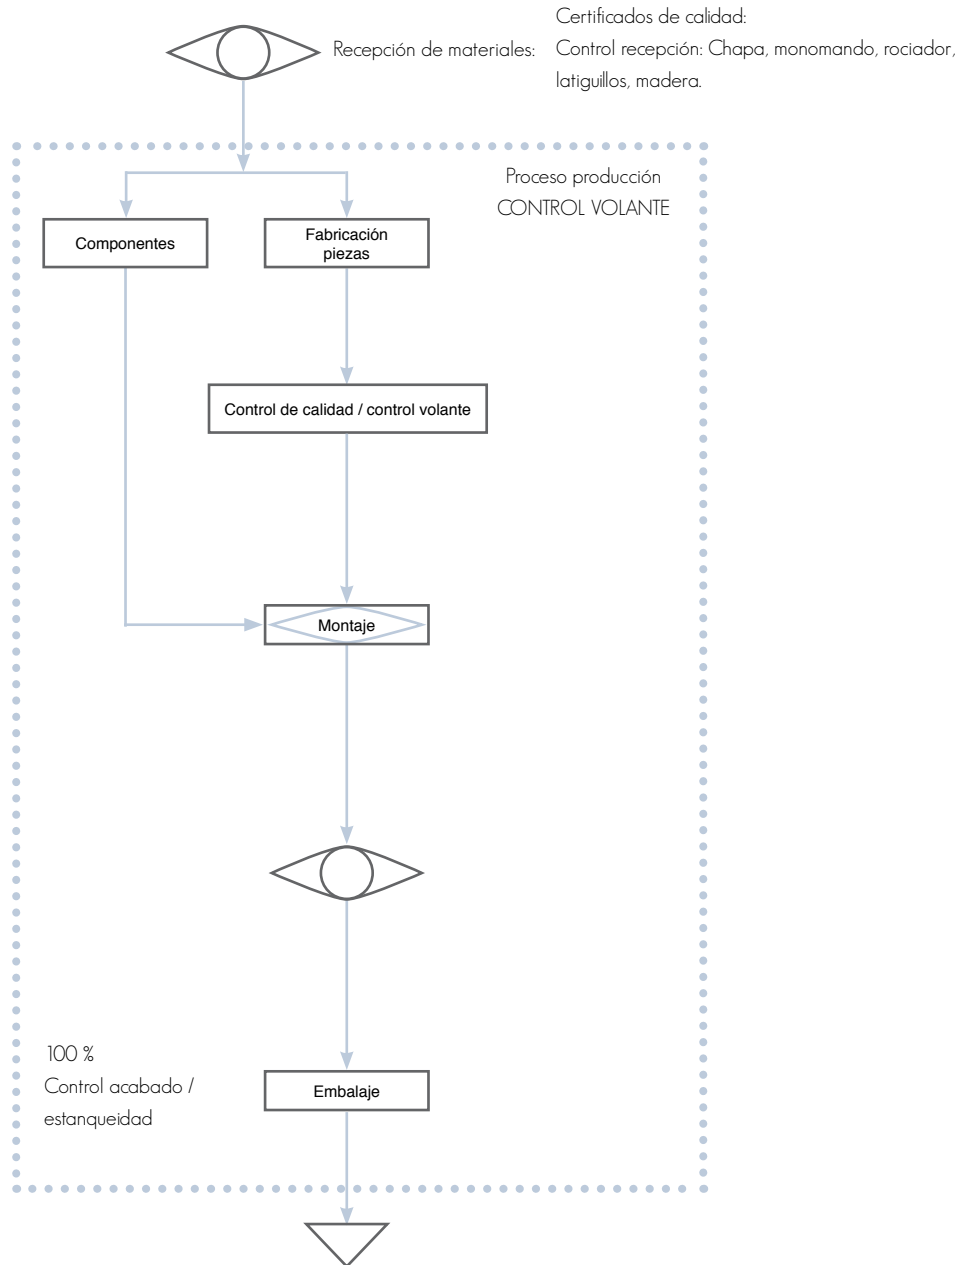 Certificados de calidad:
Recepción de materiales:
Control recepción: Chapa, monomando, rociador,
latiguillos, madera.
Proceso producción
CONTROL VOLANTE
Componentes
Fabricación
piezas
Control de calidad / control volante
Montaje
100 %
Control acabado /
estanqueidad
Embalaje